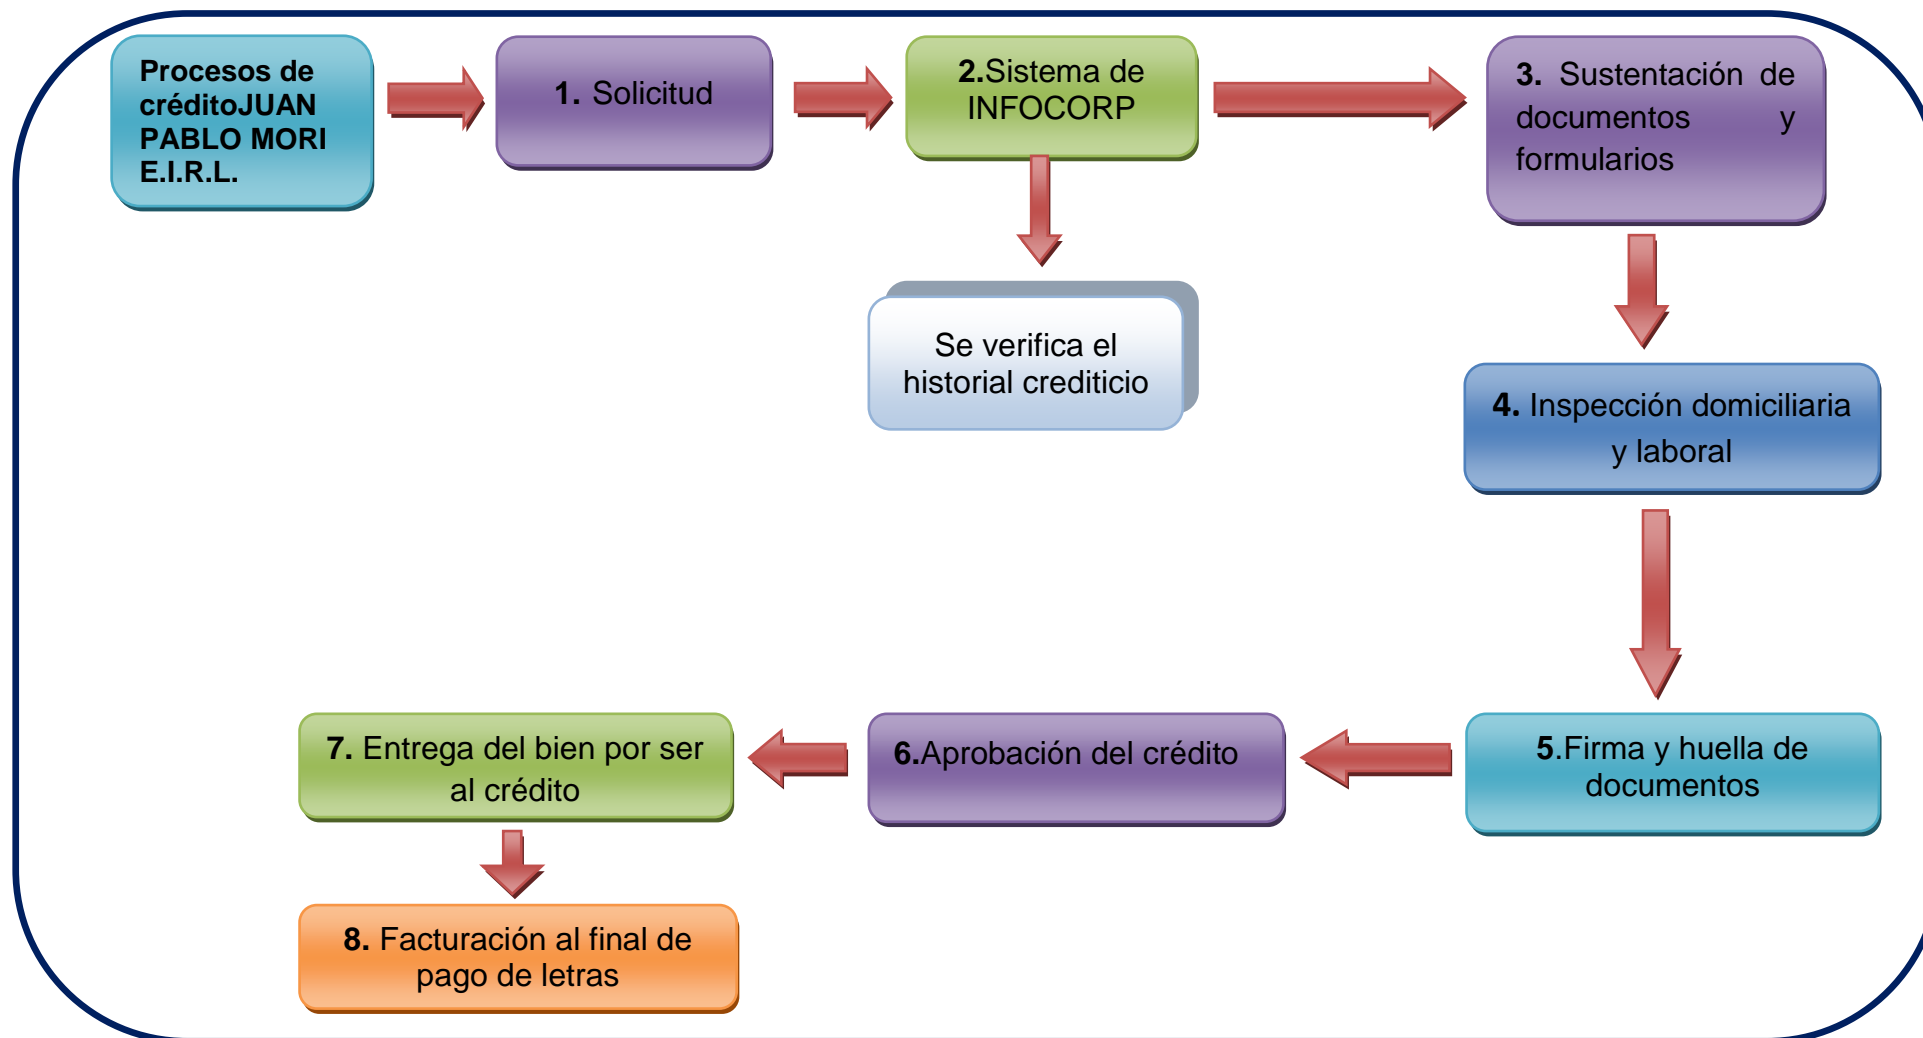 Procesos de
créditoJUAN
PABLO MORI
E.I.R.L.
1. Solicitud
2.Sistema de
INFOCORP
3. Sustentación de
documentos y
formularios
Se verifica el
historial crediticio
4. Inspección domiciliaria
y laboral
5.Firma y huella de
documentos
6.Aprobación del crédito
7. Entrega del bien por ser
al crédito
8. Facturación al final de
pago de letras